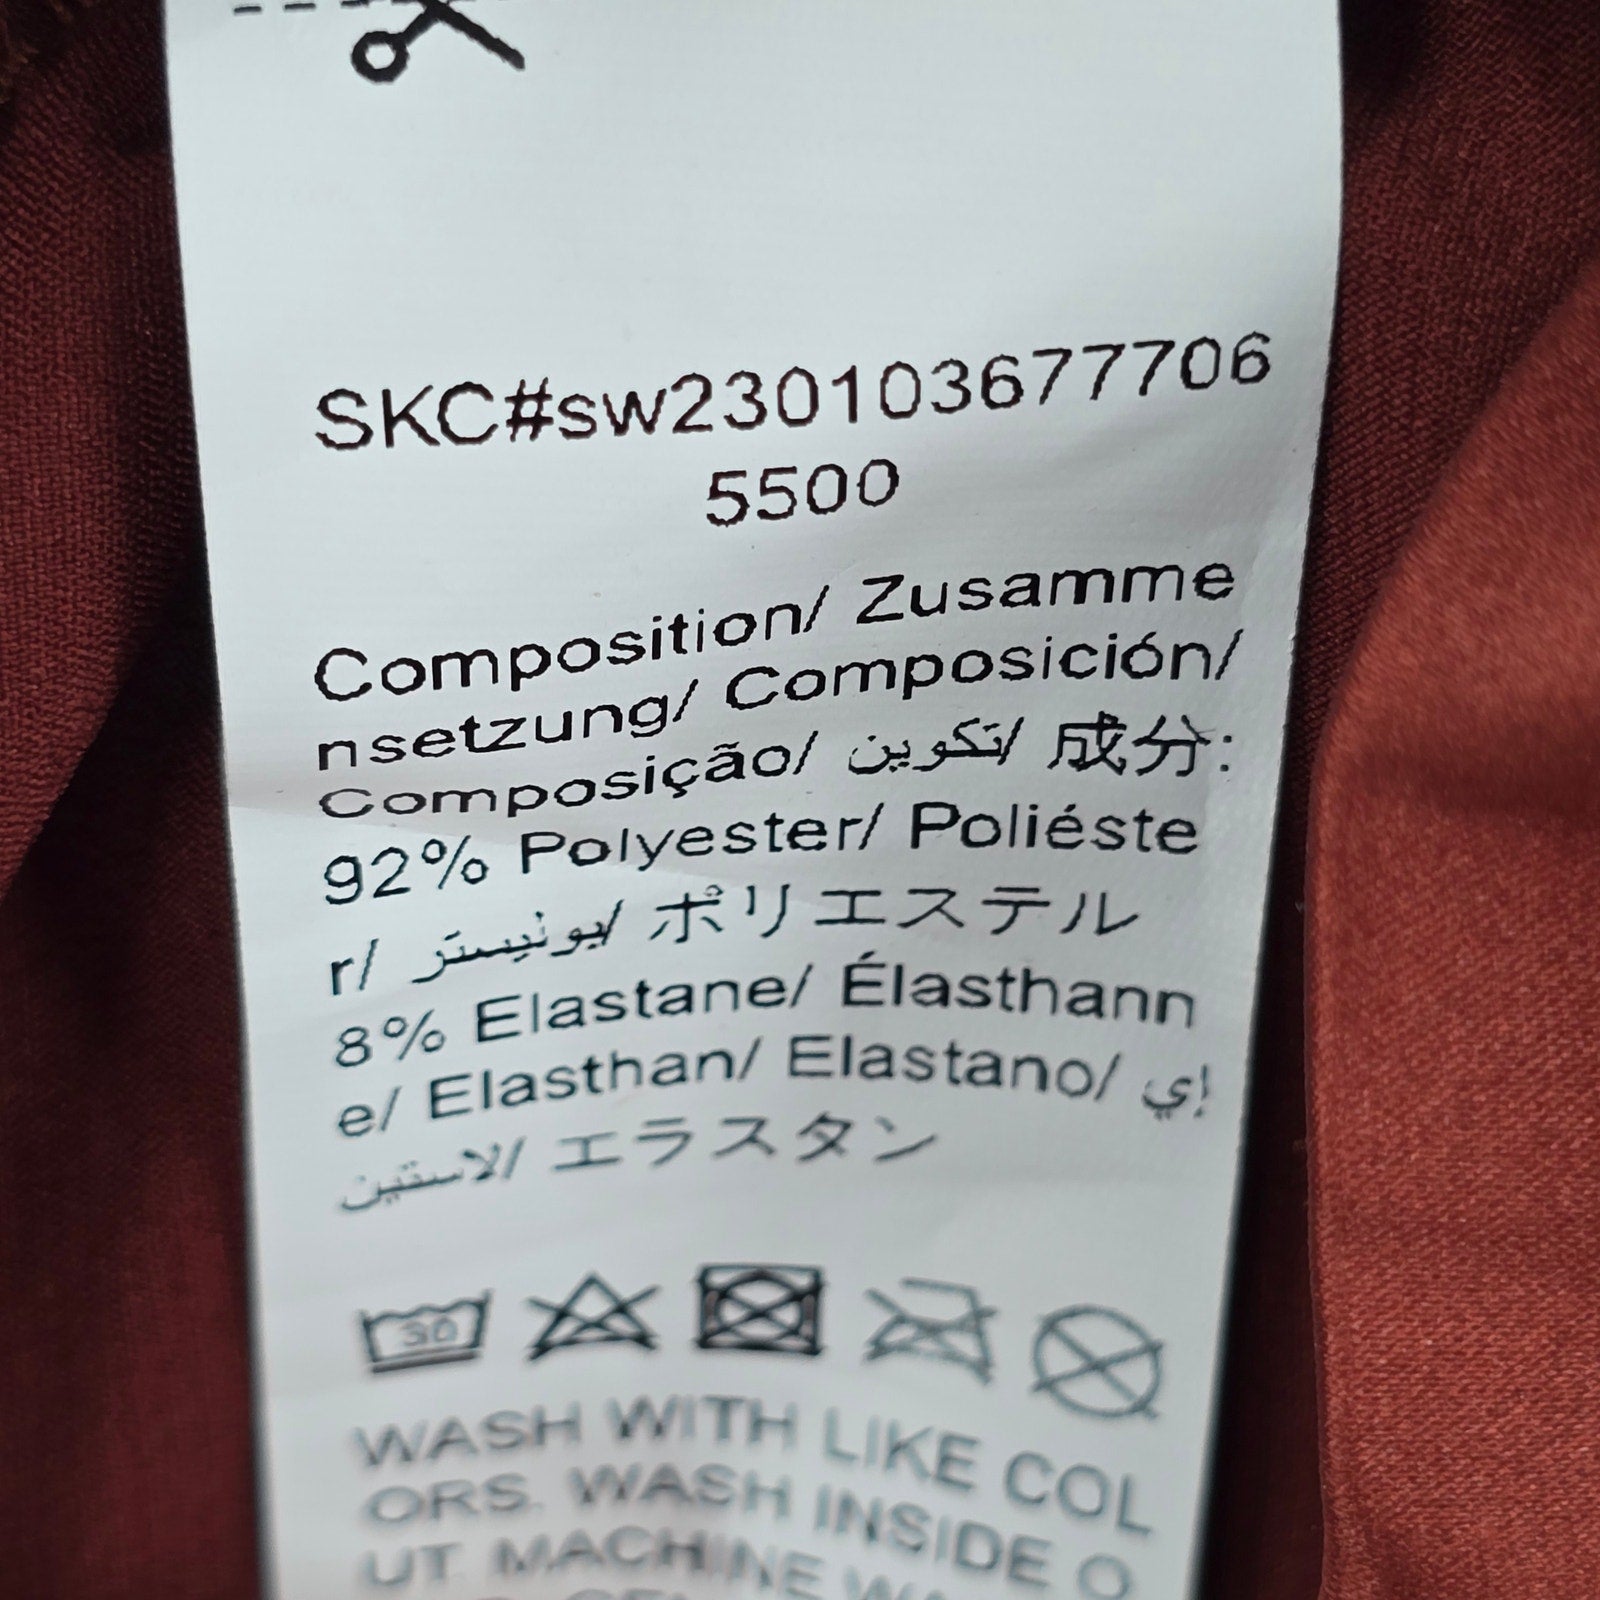 SKC#sw230103677706
5500
Composition/ Zusamme
nsetzung/ Composición/
Composição/ تكوين/ 成分:
92% Polyester/ Poliéste
r/ بونيستر/ ポリエステル
8% Elastane/ Élasthann
e/ Elasthan/ Elastano/ إي
لاستين/ エラスタン
30
WASH WITH LIKE COL
ORS. WASH INSIDE O
UT. MACHINE